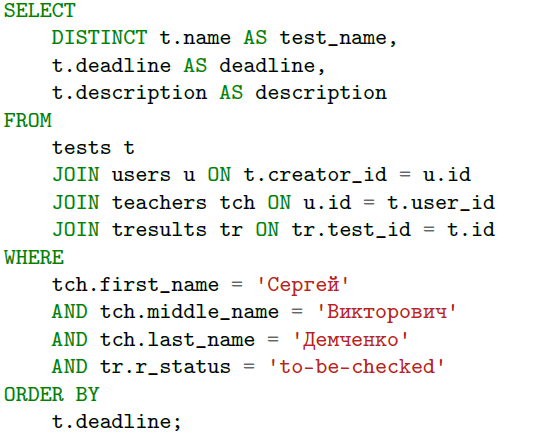 SELECT
DISTINCT t.name AS test_name,
t.deadline AS deadline,
t.description AS description
FROM
tests t
JOIN users u ON t.creator_id = u.id
JOIN teachers tch ON u.id = t.user_id
JOIN tresults tr ON tr.test_id = t.id
WHERE
tch.first_name = 'Сергей'
AND tch.middle_name = 'Викторович'
AND tch.last_name = 'Демченко'
AND tr.r_status = 'to-be-checked'
ORDER BY
t.deadline;